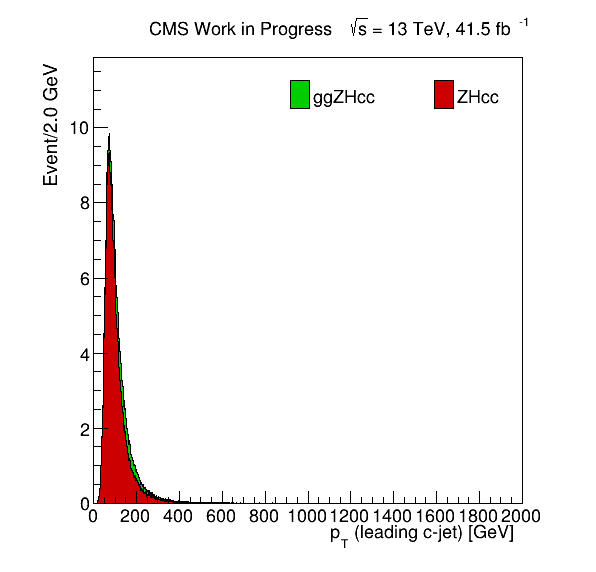 CMS Work in Progress √s = 13 TeV, 41.5 fb⁻¹
Event/2.0 GeV
ggZHcc ZHcc
10
8
6
4
2
0
0 200 400 600 800 1000 1200 1400 1600 1800 2000
p_T (leading c-jet) [GeV]